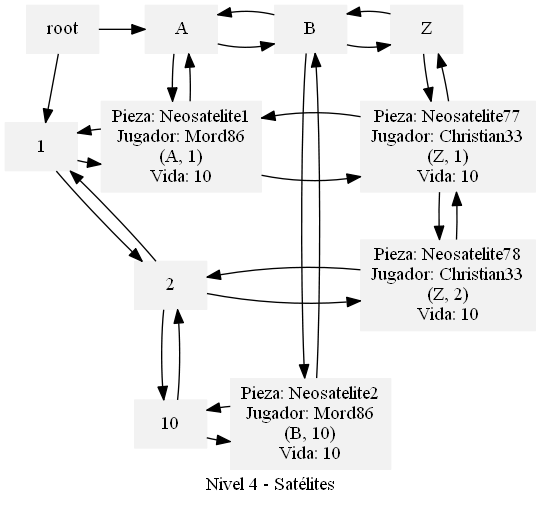 root
A
B
Z
1
Pieza: Neosatelite1
Jugador: Mord86
(A, 1)
Vida: 10
Pieza: Neosatelite77
Jugador: Christian33
(Z, 1)
Vida: 10
2
Pieza: Neosatelite78
Jugador: Christian33
(Z, 2)
Vida: 10
10
Pieza: Neosatelite2
Jugador: Mord86
(B, 10)
Vida: 10
Nivel 4 - Satélites